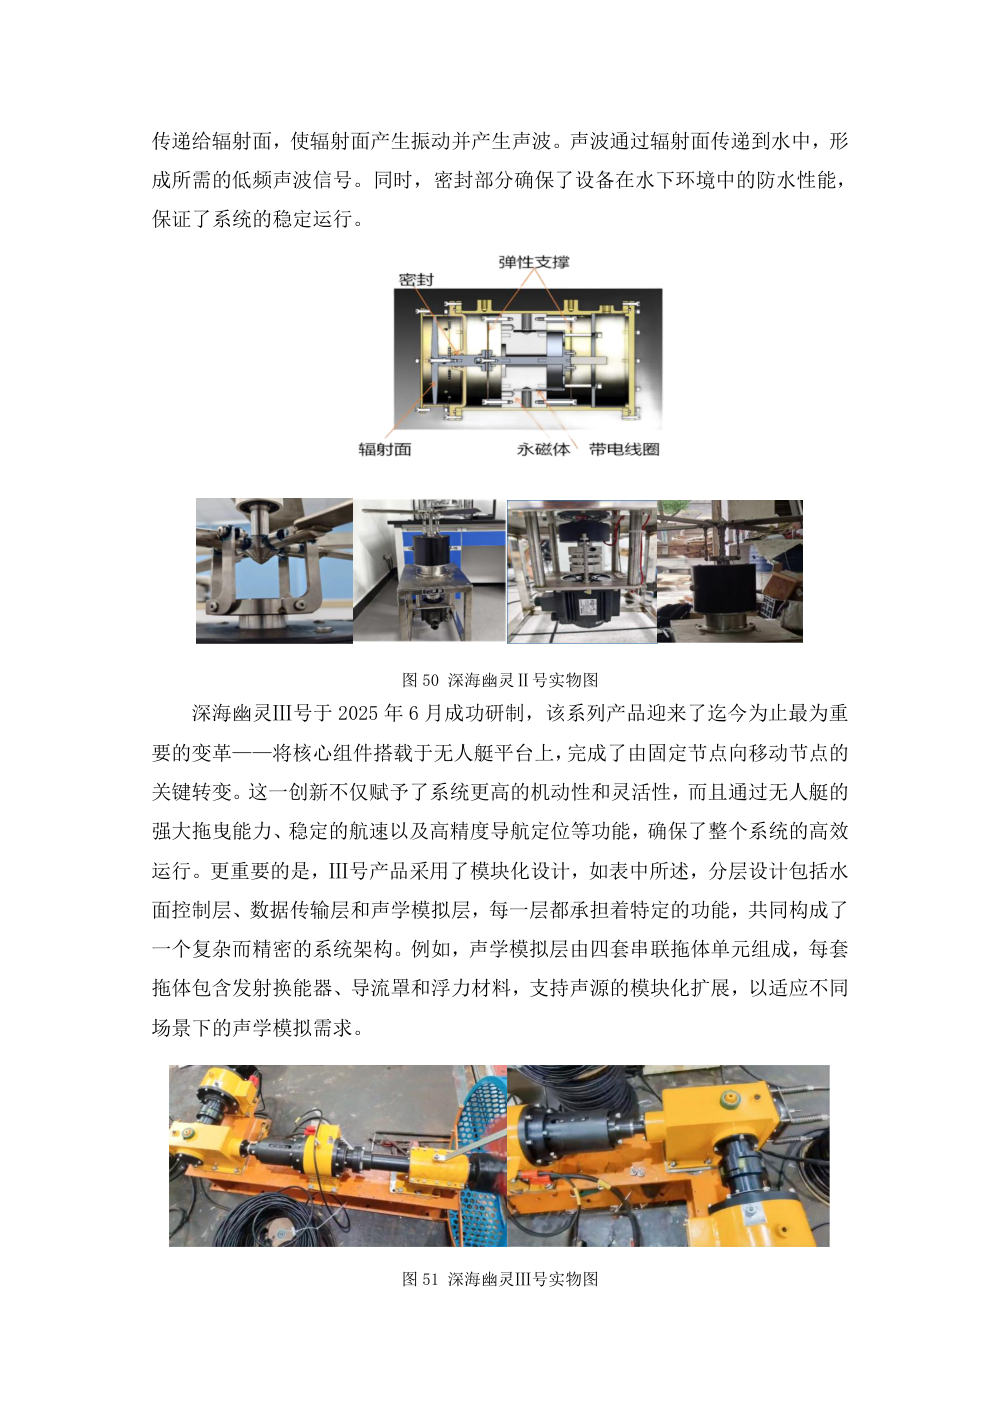 传递给辐射面，使辐射面产生振动并产生声波。声波通过辐射面传递到水中，形
成所需的低频声波信号。同时，密封部分确保了设备在水下环境中的防水性能，
保证了系统的稳定运行。
弹性支撑
密封
辐射面
永磁体
带电线圈
图 50 深海幽灵Ⅱ号实物图
深海幽灵Ⅲ号于 2025 年 6 月成功研制，该系列产品迎来了迄今为止最为重
要的变革——将核心组件搭载于无人艇平台上，完成了由固定节点向移动节点的
关键转变。这一创新不仅赋予了系统更高的机动性和灵活性，而且通过无人艇的
强大拖曳能力、稳定的航速以及高精度导航定位等功能，确保了整个系统的高效
运行。更重要的是，Ⅲ号产品采用了模块化设计，如表中所述，分层设计包括水
面控制层、数据传输层和声学模拟层，每一层都承担着特定的功能，共同构成了
一个复杂而精密的系统架构。例如，声学模拟层由四套串联拖体单元组成，每套
拖体包含发射换能器、导流罩和浮力材料，支持声源的模块化扩展，以适应不同
场景下的声学模拟需求。
图 51 深海幽灵Ⅲ号实物图